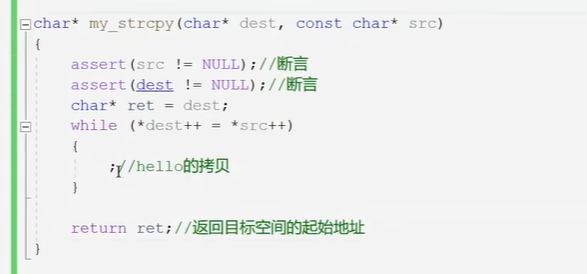 char* my_strcpy(char* dest, const char* src)
{
assert(src != NULL);//断言
assert(dest != NULL);//断言
char* ret = dest;
while (*dest++ = *src++)
{
;//hello的拷贝
}
return ret;//返回目标空间的起始地址
}